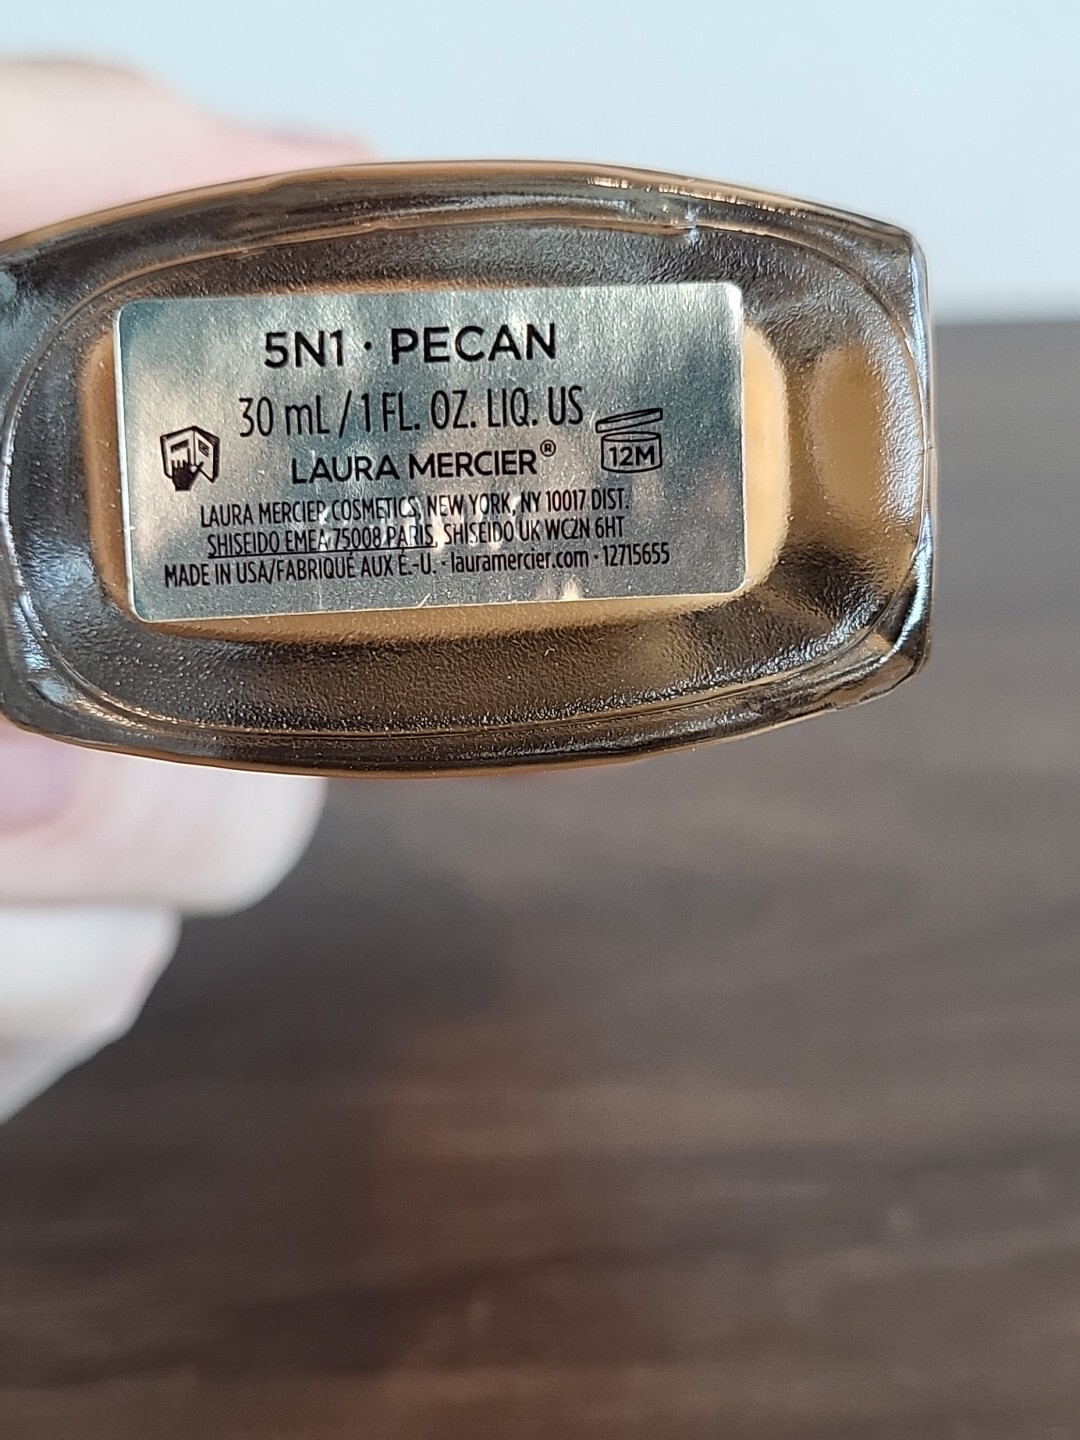 5N1 · PECAN
30 mL / 1 FL. OZ. LIQ. US
12M
LAURA MERCIER®
LAURA MERCIER COSMETICS, NEW YORK, NY 10017 DIST.
SHISEIDO EMEA 75008 PARIS, SHISEIDO UK WC2N 6HT
MADE IN USA/FABRIQUÉ AUX É.-U. · lauramercier.com · 12715655